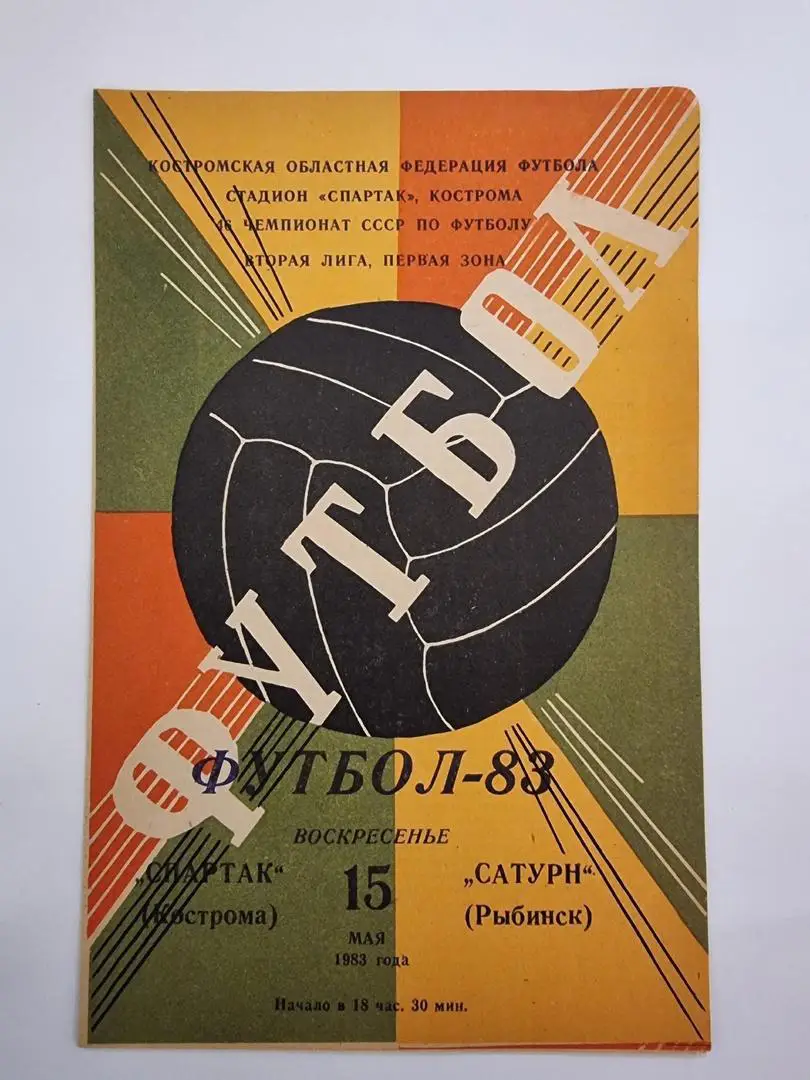 КОСТРОМСКАЯ ОБЛАСТНАЯ ФЕДЕРАЦИЯ ФУТБОЛА
СТАДИОН «СПАРТАК», КОСТРОМА
46 ЧЕМПИОНАТ СССР ПО ФУТБОЛУ
ВТОРАЯ ЛИГА, ПЕРВАЯ ЗОНА
ФУТБОЛ
ФУТБОЛ-83
ВОСКРЕСЕНЬЕ
„СПАРТАК“ 15 „САТУРН“
(Кострома) (Рыбинск)
МАЯ
1983 года
Начало в 18 час. 30 мин.